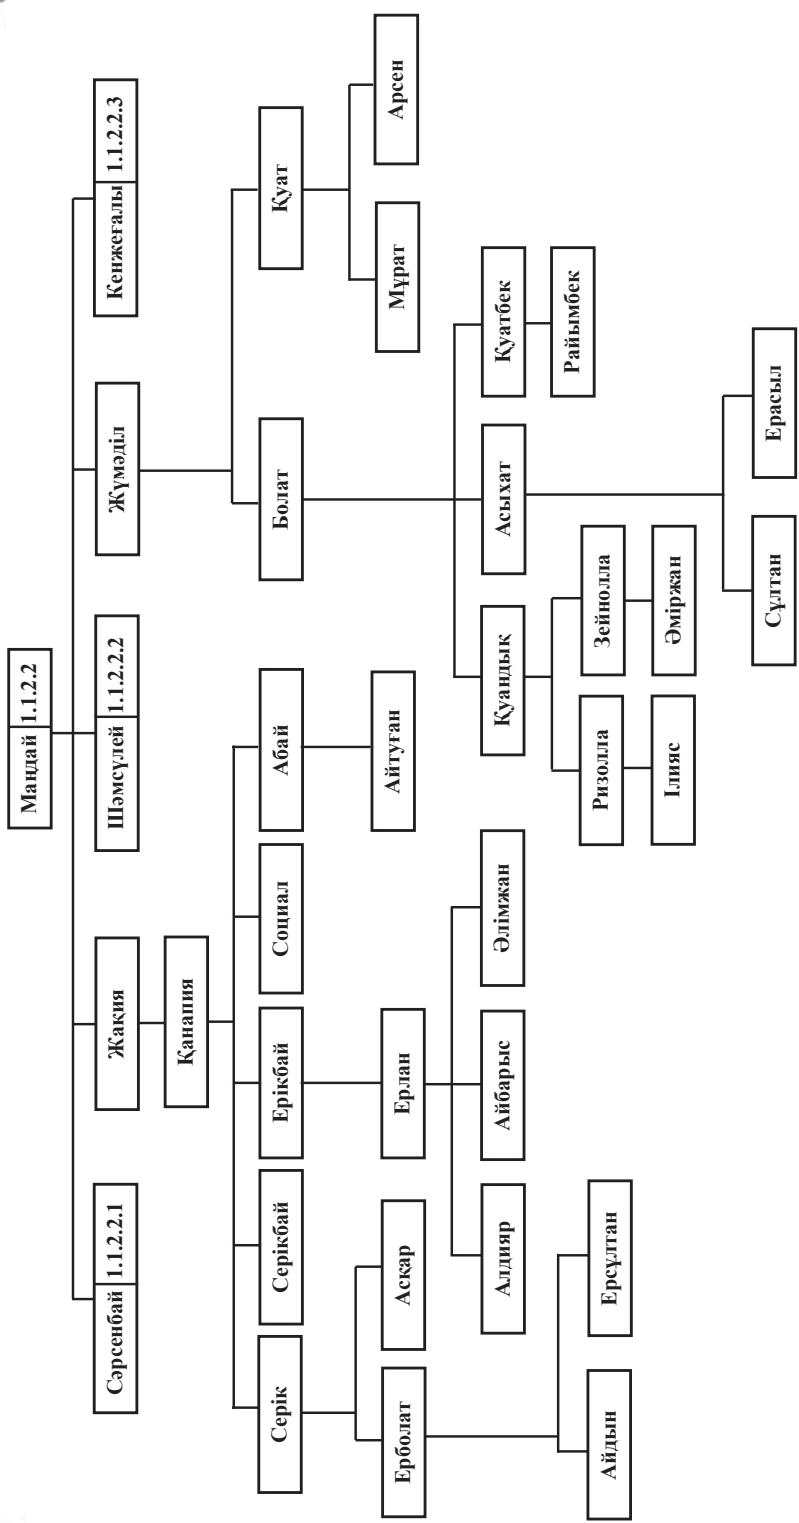 Мандай 1.1.2.2
Сәрсенбай 1.1.2.2.1
Жақия
Шәмсүлей 1.1.2.2.2
Жүмәділ
Кенжеғалы 1.1.2.2.3
Қанапия
Серік
Серікбай
Ерікбай
Социал
Абай
Болат
Қуат
Ерболат
Асқар
Ерлан
Айтуған
Мұрат
Арсен
Алдияр
Айбарыс
Әлімжан
Қуандық
Асыхат
Қуатбек
Айдын
Ерсұлтан
Ризолла
Зейнолла
Райымбек
Ілияс
Әміржан
Сұлтан
Ерасыл